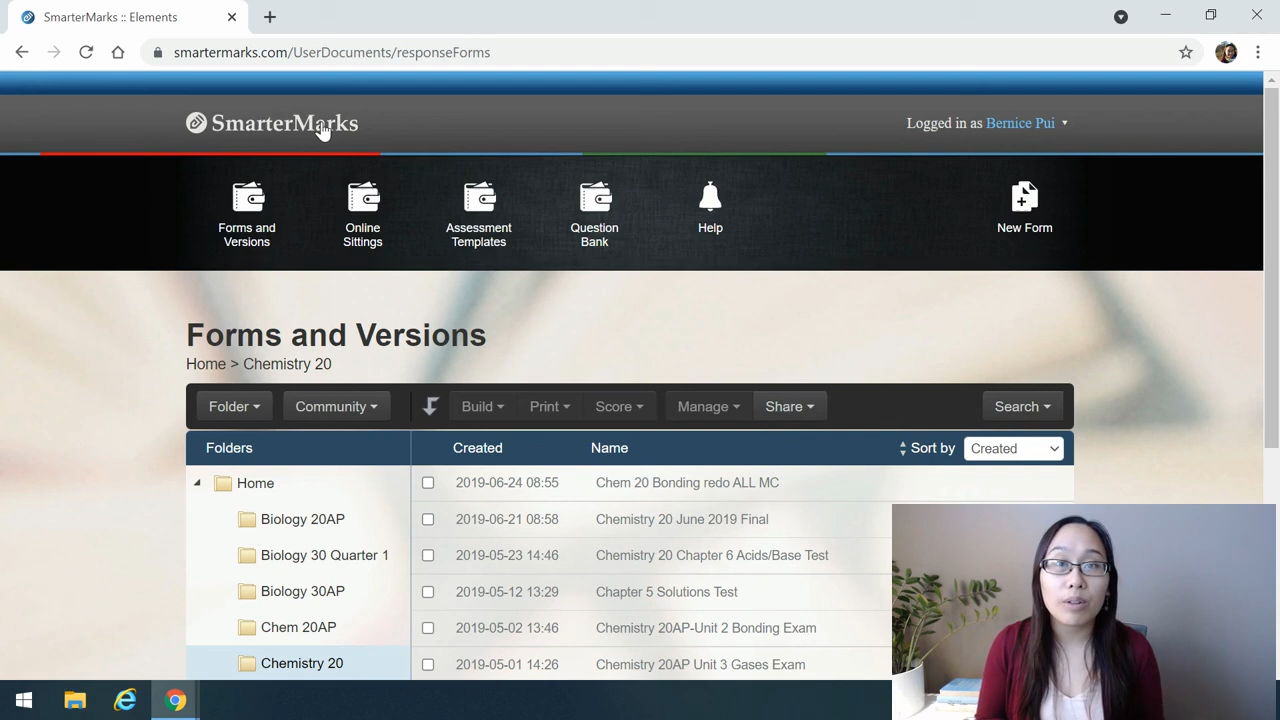 SmarterMarks :: Elements
smartermarks.com/UserDocuments/responseForms
SmarterMarks
Logged in as Bernice Pui
Forms and Versions
Online Sittings
Assessment Templates
Question Bank
Help
New Form
Forms and Versions
Home > Chemistry 20
Folder Community Build Print Score Manage Share Search
Folders Created Name Sort by Created
Home 2019-06-24 08:55 Chem 20 Bonding redo ALL MC
Biology 20AP 2019-06-21 08:58 Chemistry 20 June 2019 Final
Biology 30 Quarter 1 2019-05-23 14:46 Chemistry 20 Chapter 6 Acids/Base Test
Biology 30AP 2019-05-12 13:29 Chapter 5 Solutions Test
Chem 20AP 2019-05-02 13:46 Chemistry 20AP-Unit 2 Bonding Exam
Chemistry 20 2019-05-01 14:26 Chemistry 20AP Unit 3 Gases Exam